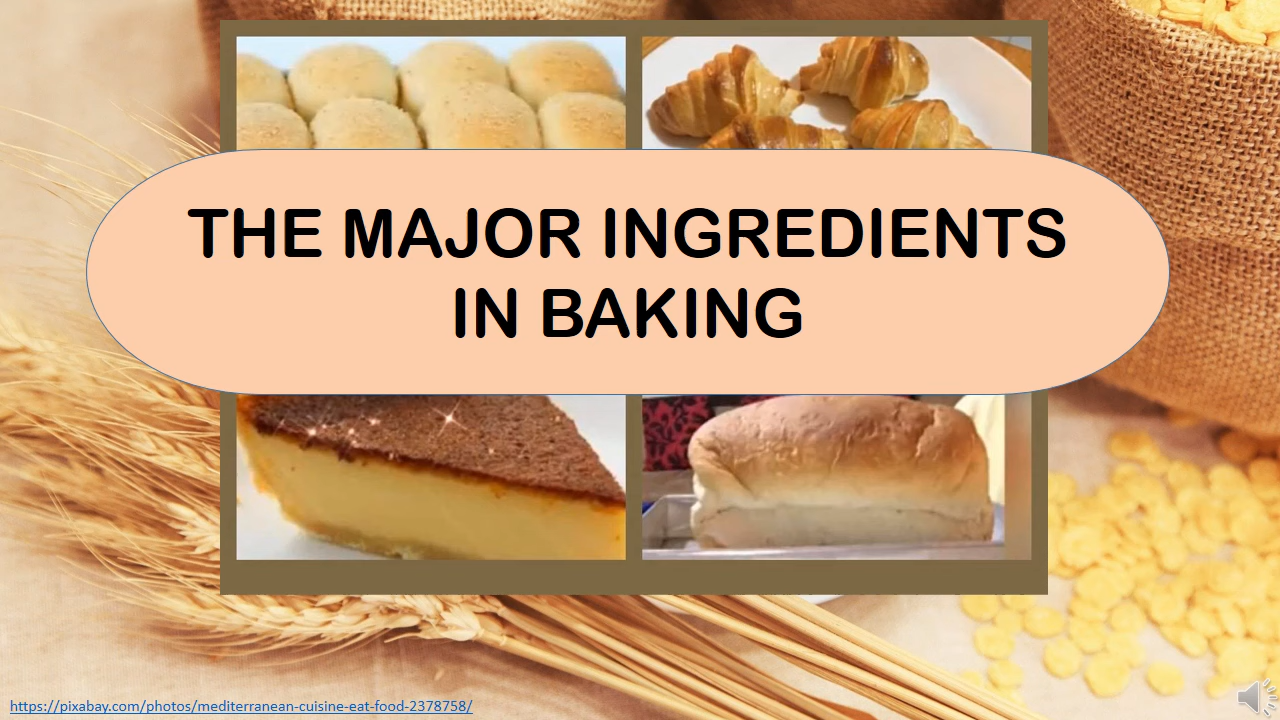 THE MAJOR INGREDIENTS
IN BAKING
https://pixabay.com/photos/mediterranean-cuisine-eat-food-2378758/